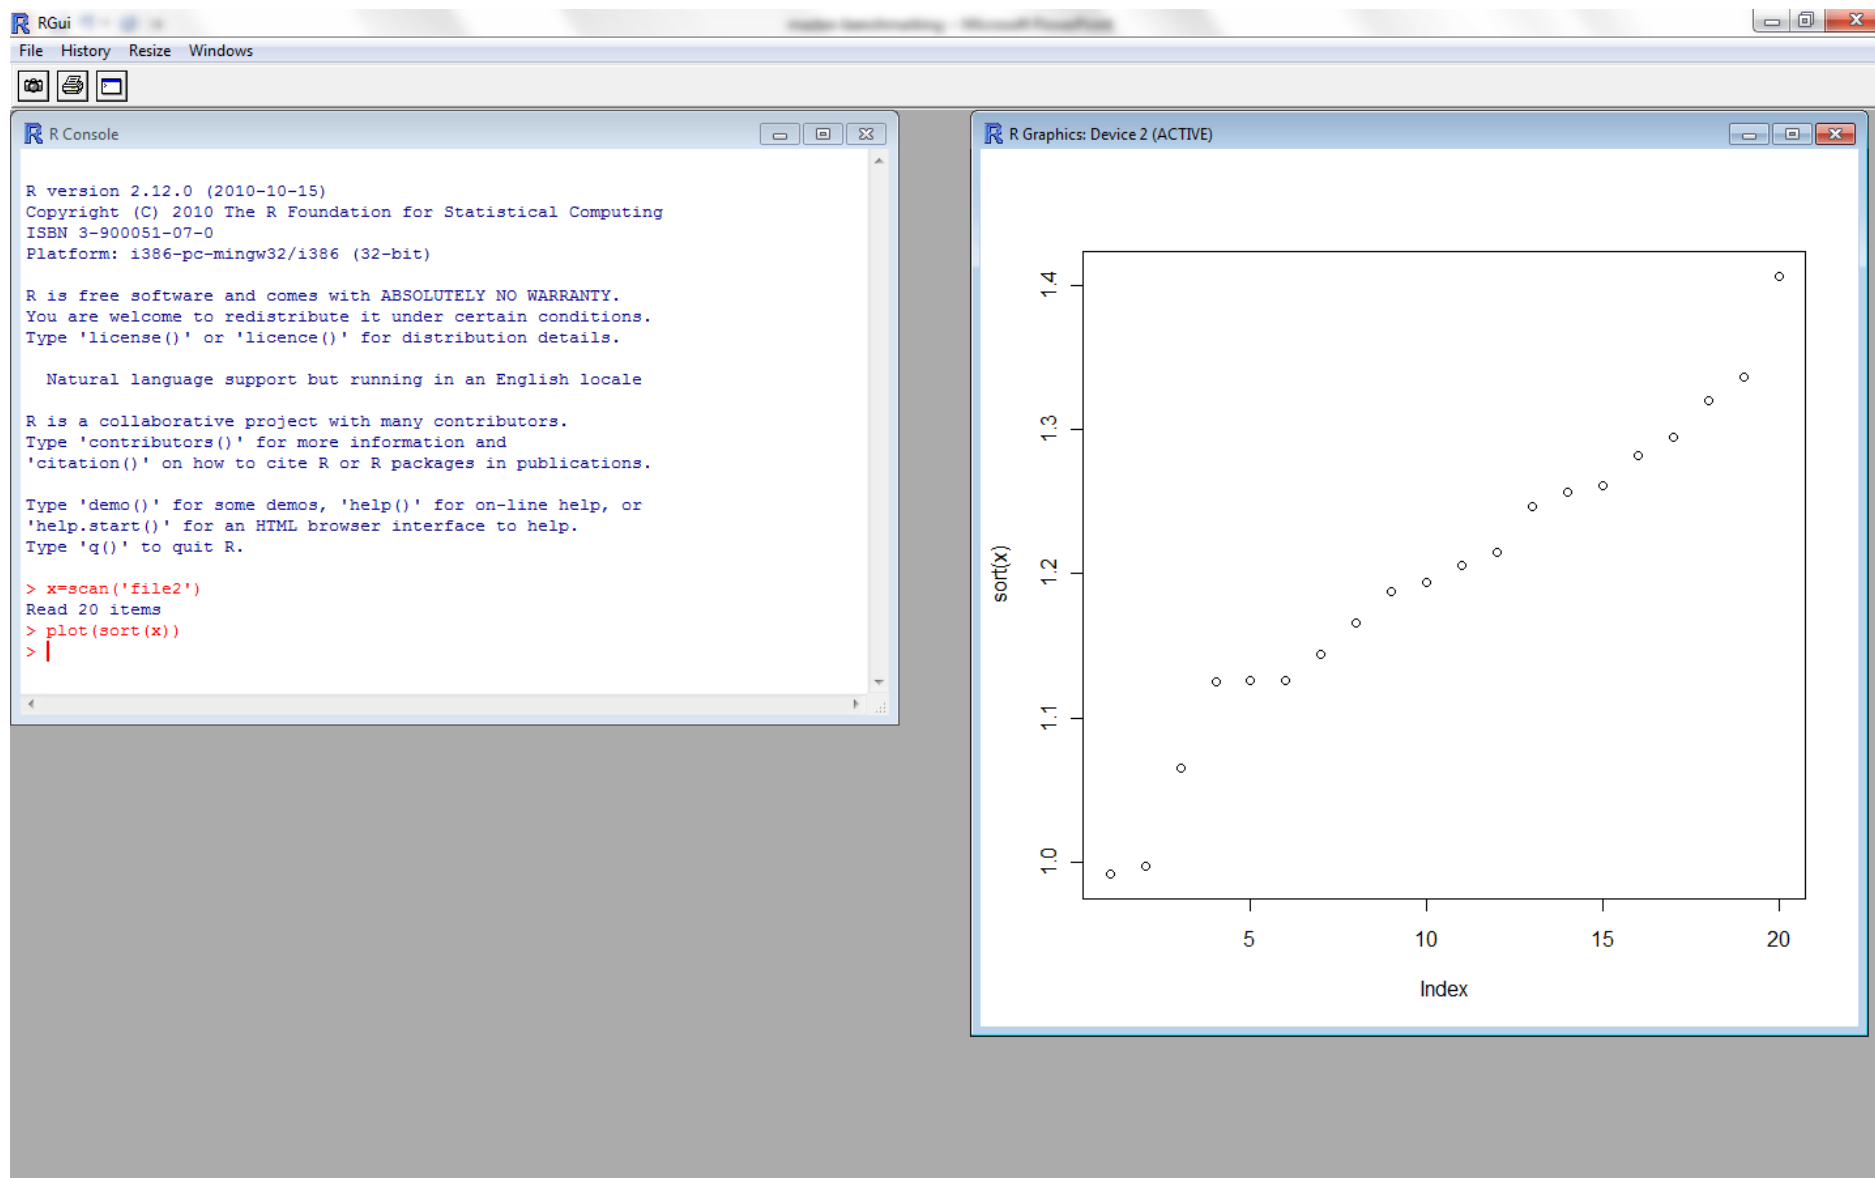 RGui
File History Resize Windows
R Console
R version 2.12.0 (2010-10-15)
Copyright (C) 2010 The R Foundation for Statistical Computing
ISBN 3-900051-07-0
Platform: i386-pc-mingw32/i386 (32-bit)
R is free software and comes with ABSOLUTELY NO WARRANTY.
You are welcome to redistribute it under certain conditions.
Type 'license()' or 'licence()' for distribution details.
Natural language support but running in an English locale
R is a collaborative project with many contributors.
Type 'contributors()' for more information and
'citation()' on how to cite R or R packages in publications.
Type 'demo()' for some demos, 'help()' for on-line help, or
'help.start()' for an HTML browser interface to help.
Type 'q()' to quit R.
> x=scan('file2')
Read 20 items
> plot(sort(x))
>
R Graphics: Device 2 (ACTIVE)
1.4
1.3
1.2
1.1
1.0
sort(x)
5 10 15 20
Index